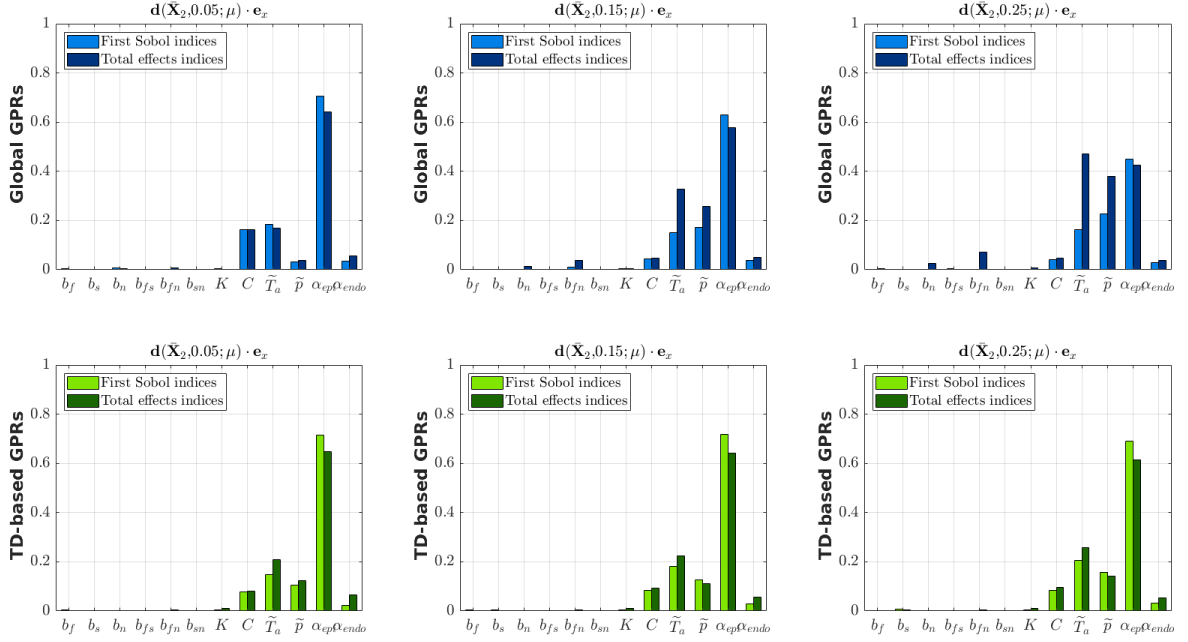 d(X̄₂,0.05; μ) · eₓ
1
0.8
0.6
0.4
0.2
0
Global GPRs
First Sobol indices
Total effects indices
b_f b_s b_n b_fs b_fn b_sn K C T̃_a p̃ α_epi α_endo
d(X̄₂,0.15; μ) · eₓ
1
0.8
0.6
0.4
0.2
0
Global GPRs
First Sobol indices
Total effects indices
b_f b_s b_n b_fs b_fn b_sn K C T̃_a p̃ α_epi α_endo
d(X̄₂,0.25; μ) · eₓ
1
0.8
0.6
0.4
0.2
0
Global GPRs
First Sobol indices
Total effects indices
b_f b_s b_n b_fs b_fn b_sn K C T̃_a p̃ α_epi α_endo
d(X̄₂,0.05; μ) · eₓ
1
0.8
0.6
0.4
0.2
0
TD-based GPRs
First Sobol indices
Total effects indices
b_f b_s b_n b_fs b_fn b_sn K C T̃_a p̃ α_epi α_endo
d(X̄₂,0.15; μ) · eₓ
1
0.8
0.6
0.4
0.2
0
TD-based GPRs
First Sobol indices
Total effects indices
b_f b_s b_n b_fs b_fn b_sn K C T̃_a p̃ α_epi α_endo
d(X̄₂,0.25; μ) · eₓ
1
0.8
0.6
0.4
0.2
0
TD-based GPRs
First Sobol indices
Total effects indices
b_f b_s b_n b_fs b_fn b_sn K C T̃_a p̃ α_epi α_endo